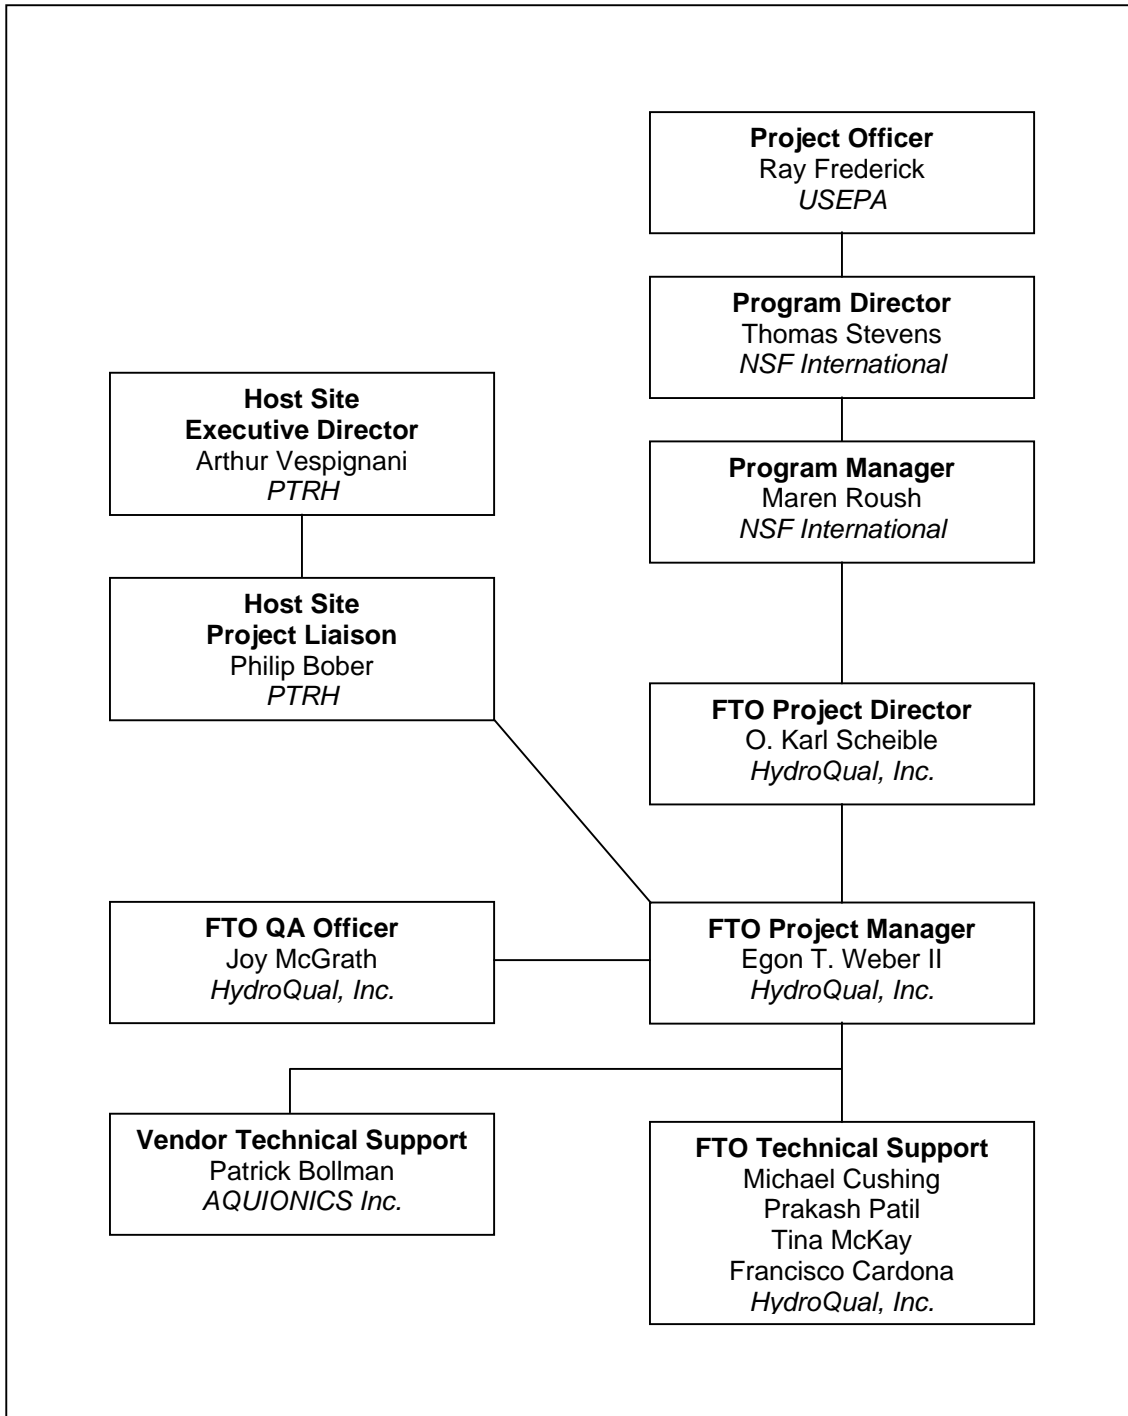 Project Officer
Ray Frederick
USEPA
Program Director
Thomas Stevens
NSF International
Host Site
Executive Director
Arthur Vespignani
PTRH
Program Manager
Maren Roush
NSF International
Host Site
Project Liaison
Philip Bober
PTRH
FTO Project Director
O. Karl Scheible
HydroQual, Inc.
FTO QA Officer
Joy McGrath
HydroQual, Inc.
FTO Project Manager
Egon T. Weber II
HydroQual, Inc.
Vendor Technical Support
Patrick Bollman
AQUIONICS Inc.
FTO Technical Support
Michael Cushing
Prakash Patil
Tina McKay
Francisco Cardona
HydroQual, Inc.